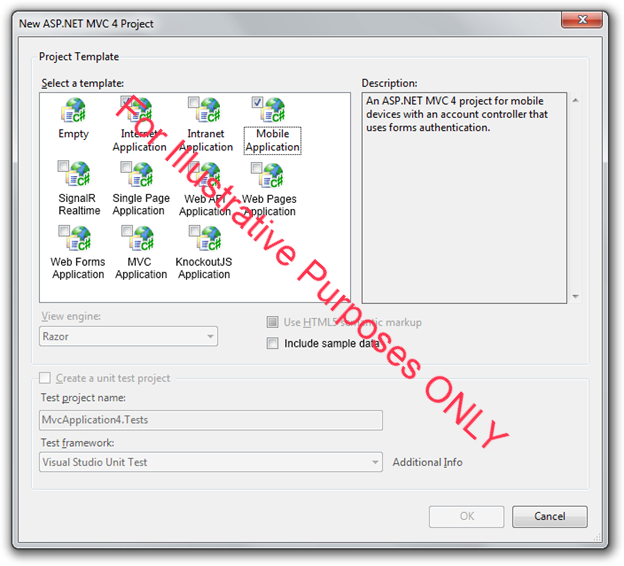 New ASP.NET MVC 4 Project
Project Template
Select a template:
Description:
Empty
Internet
Application
Intranet
Application
Mobile
Application
SignalR
Realtime
Single Page
Application
Web API
Application
Web Pages
Application
Web Forms
Application
MVC
Application
KnockoutJS
Application
An ASP.NET MVC 4 project for mobile
devices with an account controller that
uses forms authentication.
View engine:
Razor
Use HTML5 semantic markup
Include sample data
Create a unit test project
Test project name:
MvcApplication4.Tests
Test framework:
Visual Studio Unit Test
Additional Info
OK
Cancel
For Illustrative Purposes ONLY